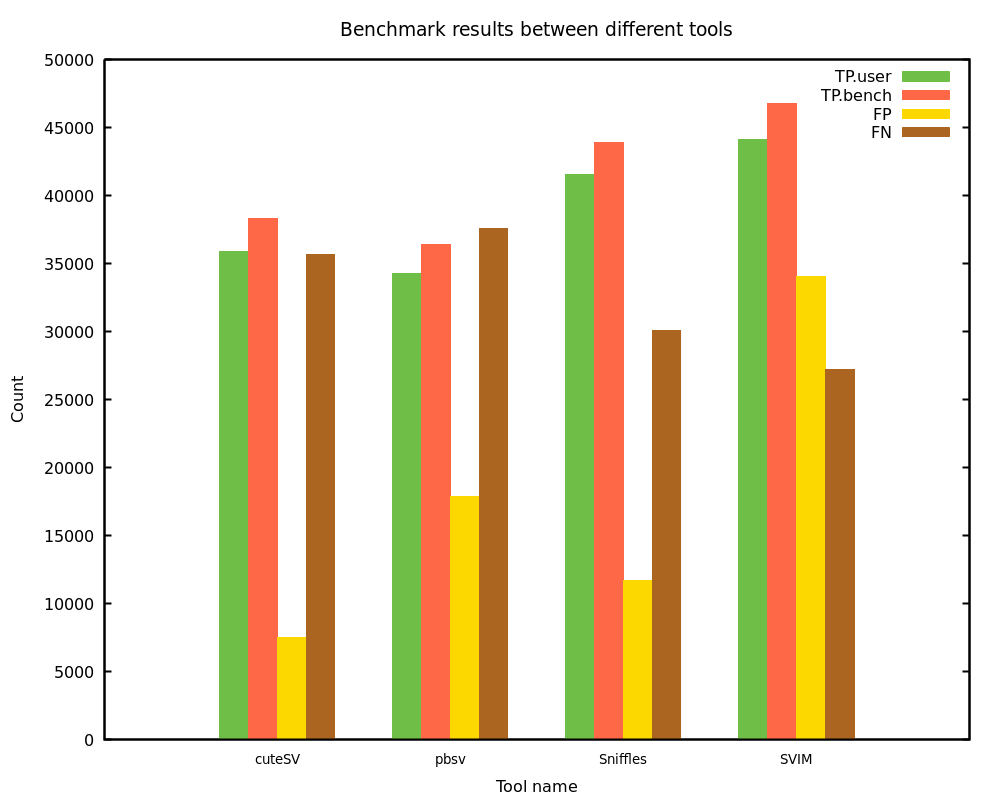 Benchmark results between different tools
50000
45000
40000
35000
30000
25000
20000
15000
10000
5000
0
Count
TP.user
TP.bench
FP
FN
cuteSV pbsv Sniffles SVIM
Tool name